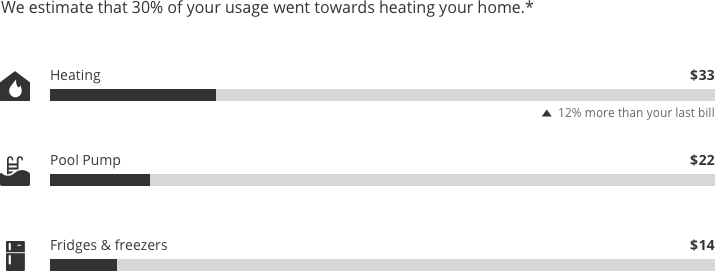 We estimate that 30% of your usage went towards heating your home.*
Heating $33
▲ 12% more than your last bill
Pool Pump $22
Fridges & freezers $14